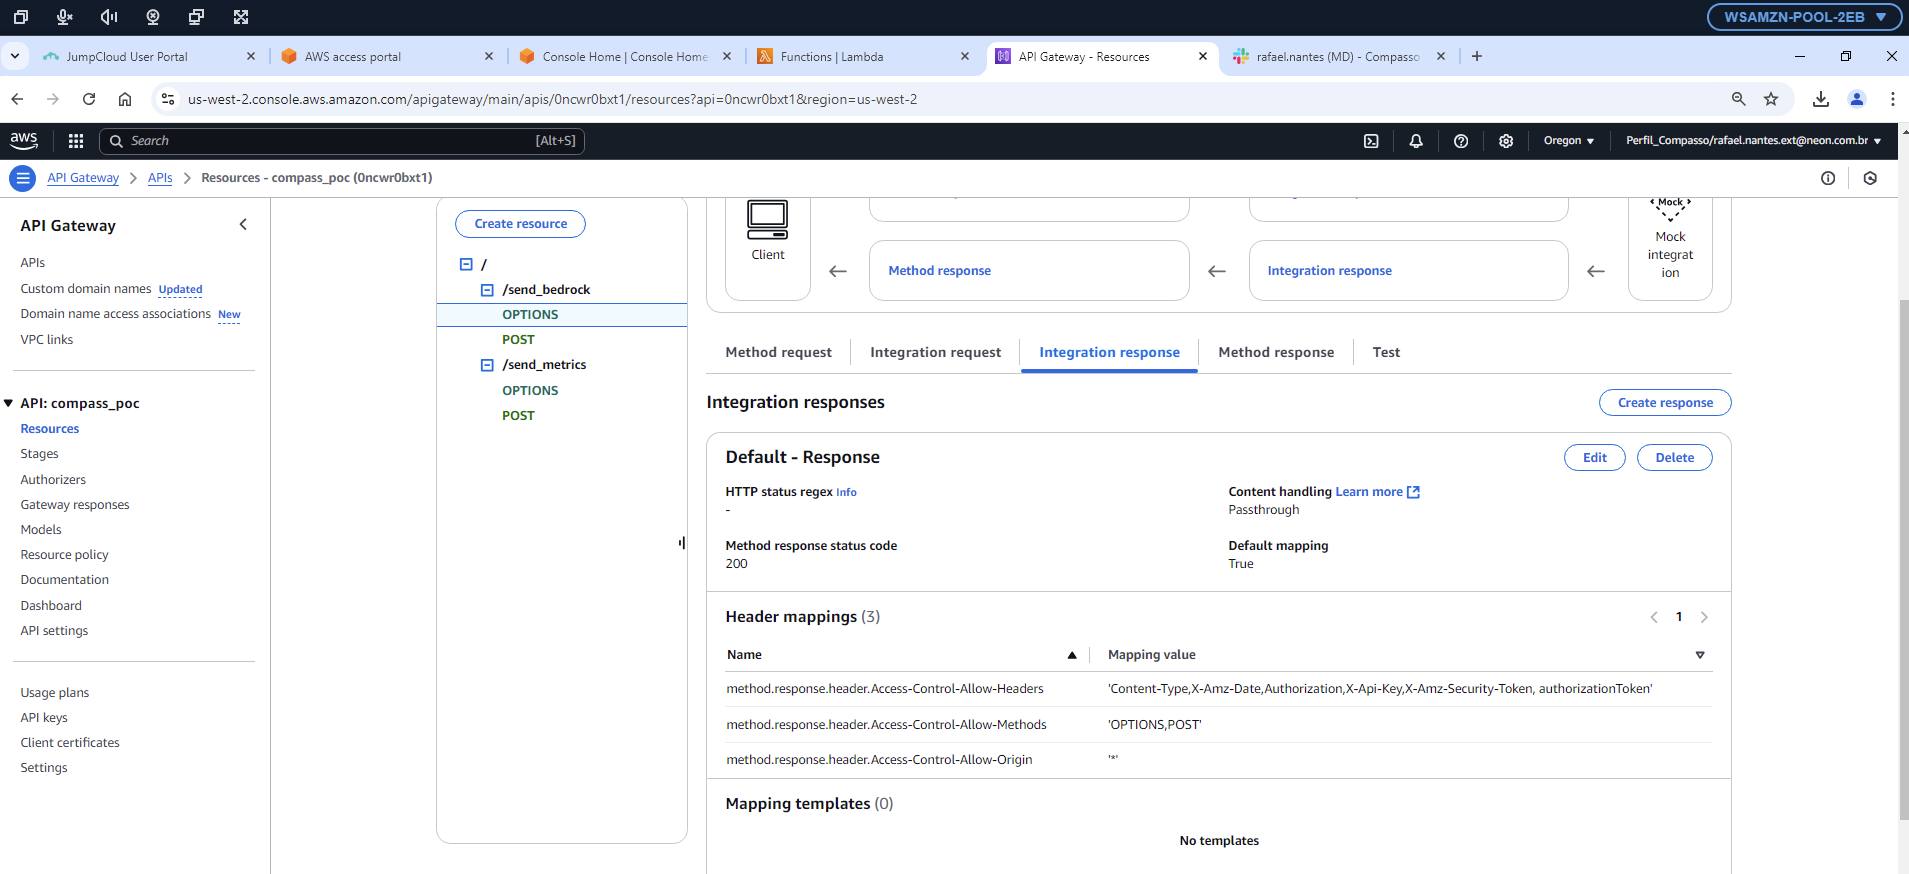 WSAMZN-POOL-2EB
JumpCloud User Portal
AWS access portal
Console Home | Console Home
Functions | Lambda
API Gateway - Resources
rafael.nantes (MD) - Compasso
us-west-2.console.aws.amazon.com/apigateway/main/apis/0ncwr0bxt1/resources?api=0ncwr0bxt1&region=us-west-2
aws
Search
[Alt+S]
Oregon
Perfil_Compasso/rafael.nantes.ext@neon.com.br
API Gateway
APIs
Resources - compass_poc (0ncwr0bxt1)
API Gateway
APIs
Custom domain names Updated
Domain name access associations New
VPC links
API: compass_poc
Resources
Stages
Authorizers
Gateway responses
Models
Resource policy
Documentation
Dashboard
API settings
Usage plans
API keys
Client certificates
Settings
Create resource
/
/send_bedrock
OPTIONS
POST
/send_metrics
OPTIONS
POST
Client
Method response
Integration response
Mock
Mock
integrat
ion
Method request
Integration request
Integration response
Method response
Test
Integration responses
Create response
Default - Response
Edit
Delete
HTTP status regex Info
-
Content handling Learn more
Passthrough
Method response status code
200
Default mapping
True
Header mappings (3)
1
Name
Mapping value
method.response.header.Access-Control-Allow-Headers
'Content-Type,X-Amz-Date,Authorization,X-Api-Key,X-Amz-Security-Token, authorizationToken'
method.response.header.Access-Control-Allow-Methods
'OPTIONS,POST'
method.response.header.Access-Control-Allow-Origin
'*'
Mapping templates (0)
No templates